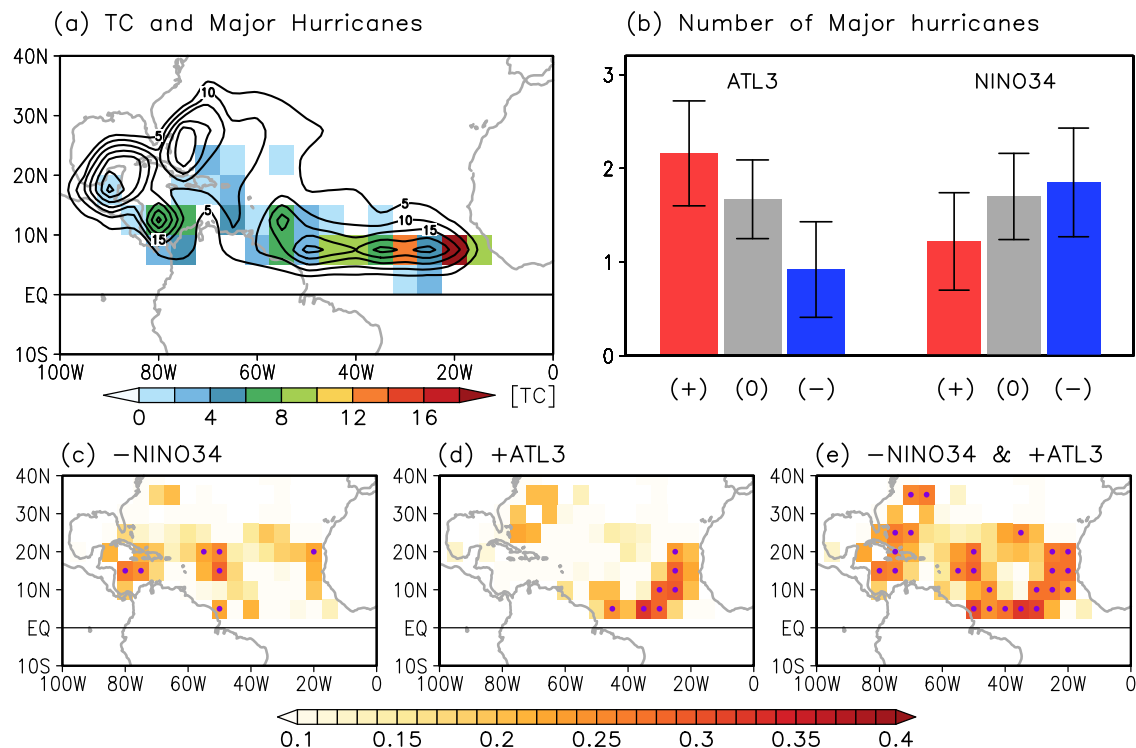 (a) TC and Major Hurricanes
(b) Number of Major hurricanes
40N
30N
20N
10N
EQ
10S
100W 80W 60W 40W 20W 0
5
10
5
5
15
5
10
15
0 4 8 12 16 [TC]
3
2
1
0
ATL3 NINO34
(+) (0) (-) (+) (0) (-)
(c) -NINO34
(d) +ATL3
(e) -NINO34 & +ATL3
40N
30N
20N
10N
EQ
10S
100W 80W 60W 40W 20W 0
40N
30N
20N
10N
EQ
10S
100W 80W 60W 40W 20W 0
40N
30N
20N
10N
EQ
10S
100W 80W 60W 40W 20W 0
0.1 0.15 0.2 0.25 0.3 0.35 0.4